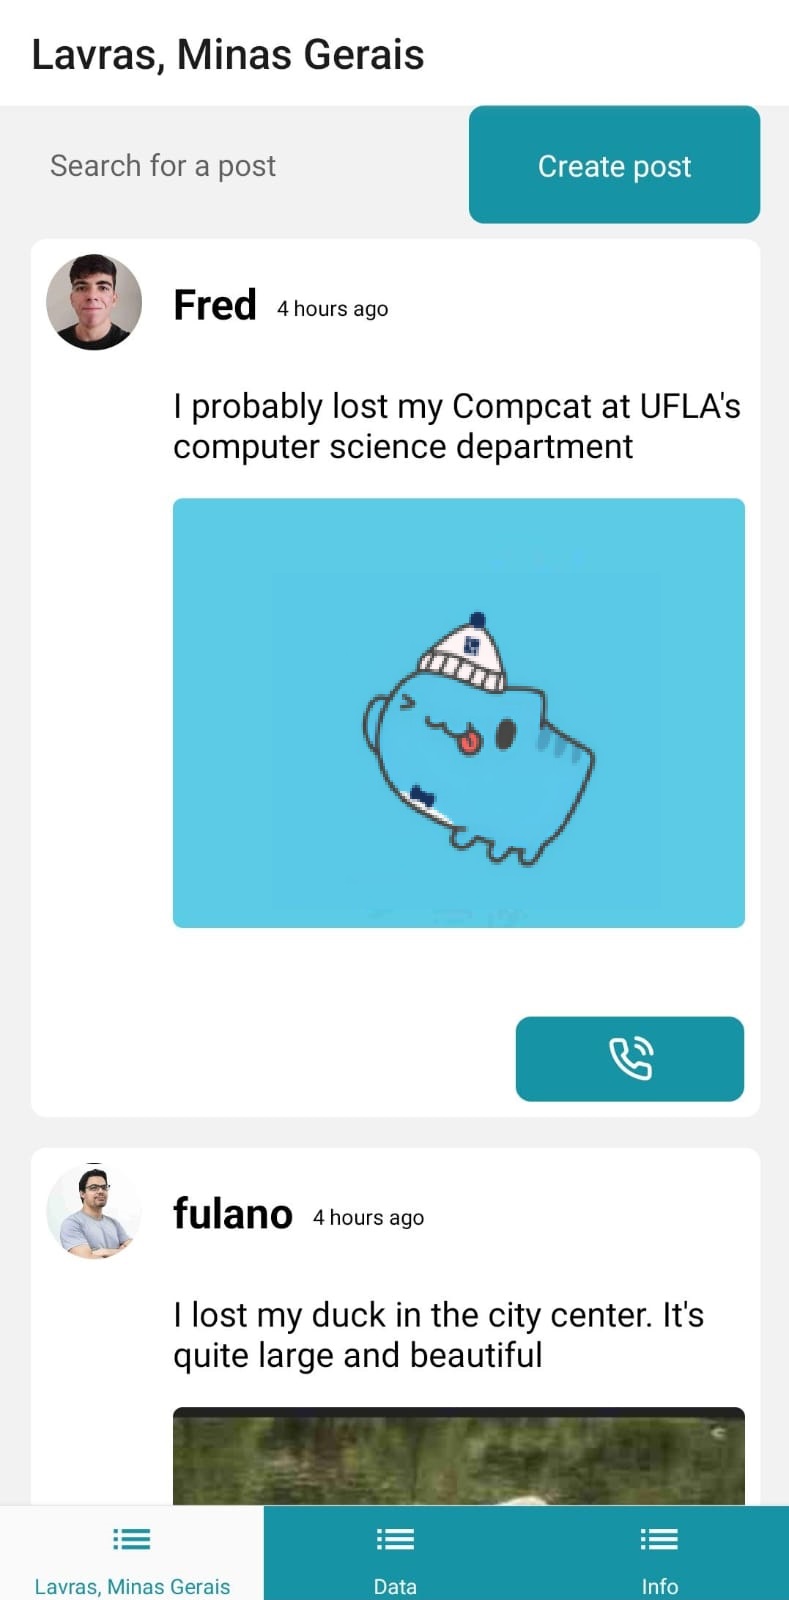 Lavras, Minas Gerais
Search for a post
Create post
Fred 4 hours ago
I probably lost my Compcat at UFLA's
computer science department
fulano 4 hours ago
I lost my duck in the city center. It's
quite large and beautiful
Lavras, Minas Gerais
Data
Info